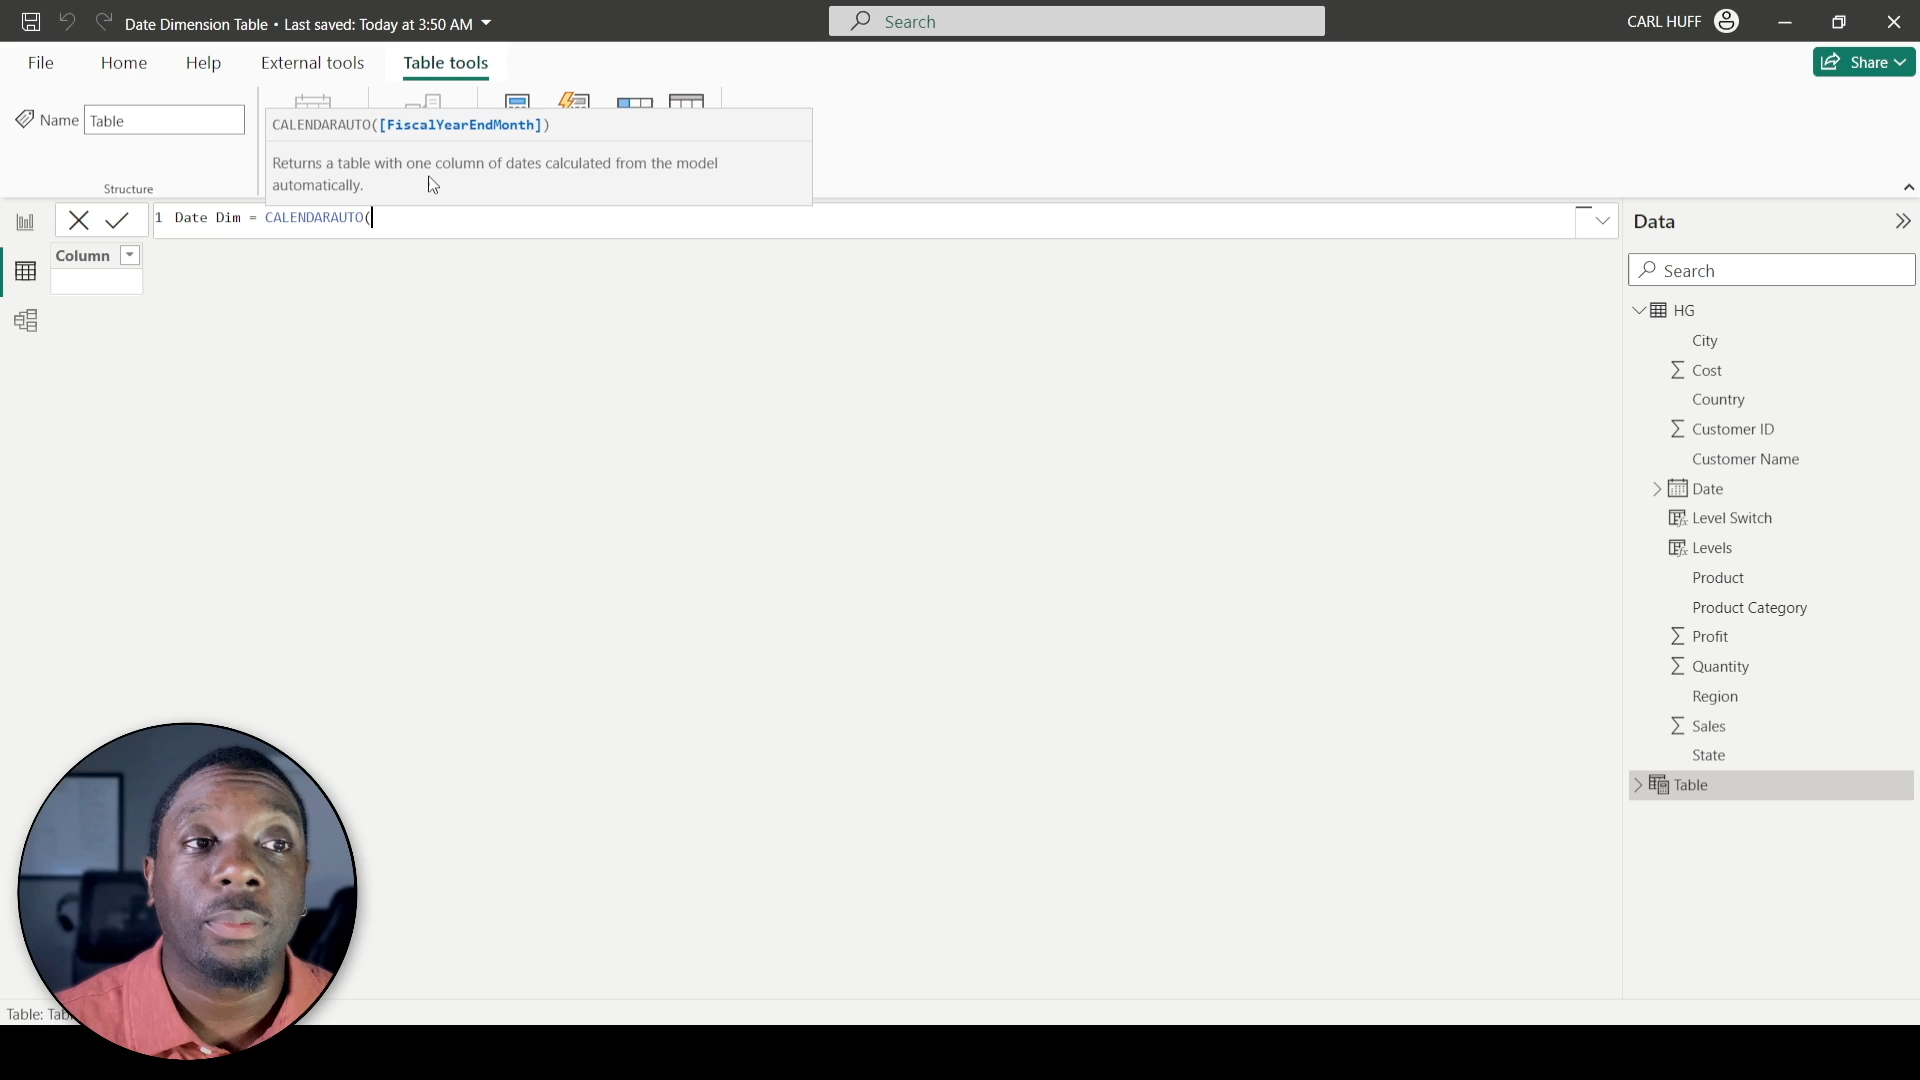 Date Dimension Table • Last saved: Today at 3:50 AM
Search
CARL HUFF
File
Home
Help
External tools
Table tools
Share
Name
Table
CALENDARAUTO([FiscalYearEndMonth])
Returns a table with one column of dates calculated from the model
automatically.
Structure
1 Date Dim = CALENDARAUTO(
Column
Data
Search
HG
City
Cost
Country
Customer ID
Customer Name
Date
Level Switch
Levels
Product
Product Category
Profit
Quantity
Region
Sales
State
Table
Table: